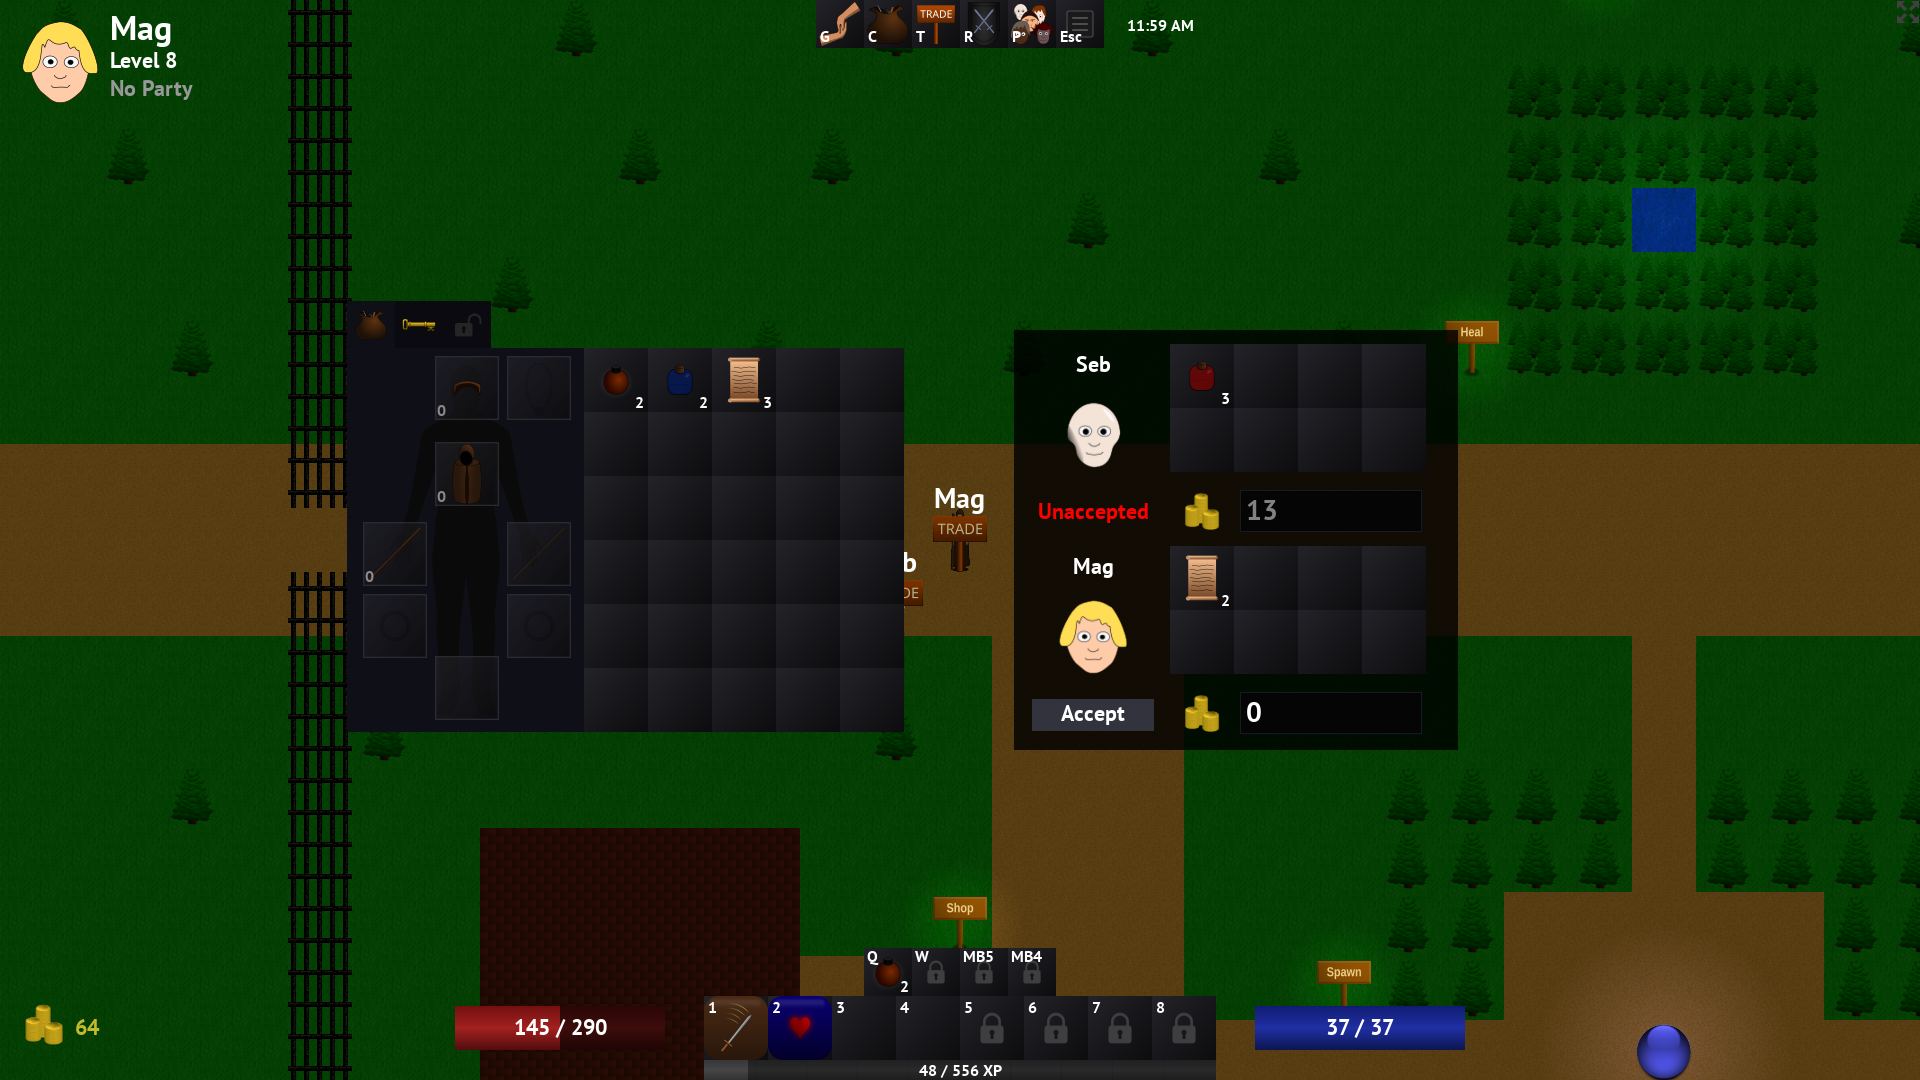 Mag
Level 8
No Party
G
C
TRADE
T
R
P
Esc
11:59 AM
Heal
0
2
2
3
0
0
Seb
3
Unaccepted
13
Mag
TRADE
b
DE
Mag
2
Accept
0
Shop
Q
2
W
MB5
MB4
Spawn
64
145 / 290
1
2
3
4
5
6
7
8
37 / 37
48 / 556 XP